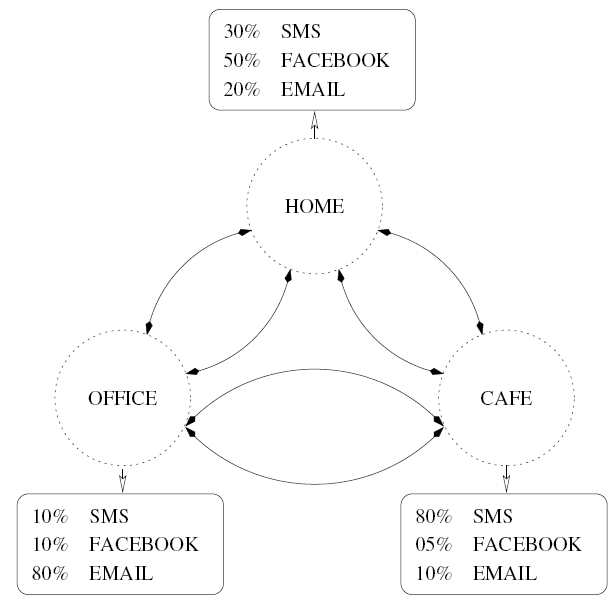 30% SMS
50% FACEBOOK
20% EMAIL
HOME
OFFICE
CAFE
10% SMS
10% FACEBOOK
80% EMAIL
80% SMS
05% FACEBOOK
10% EMAIL